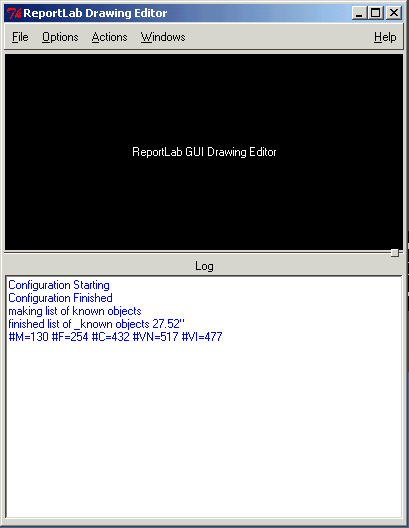 ReportLab Drawing Editor
File Options Actions Windows Help
ReportLab GUI Drawing Editor
Log
Configuration Starting
Configuration Finished
making list of known objects
finished list of _known objects 27.52"
#M=130 #F=254 #C=432 #VN=517 #VI=477